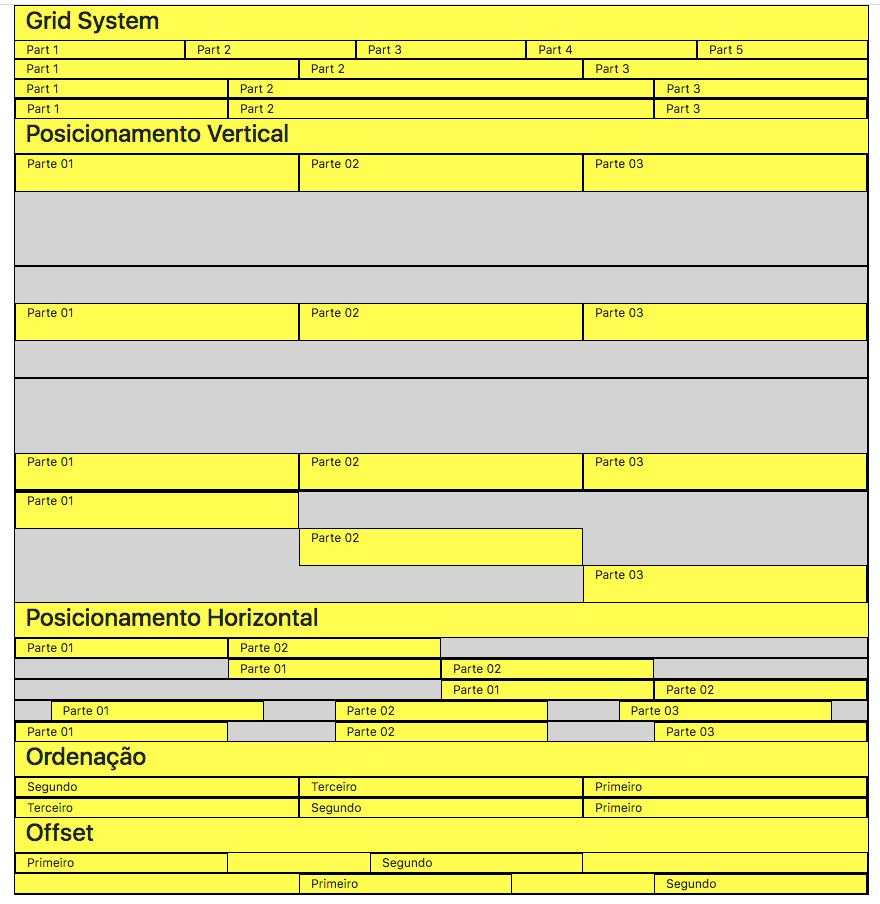 Grid System
Part 1 Part 2 Part 3 Part 4 Part 5
Part 1 Part 2 Part 3
Part 1 Part 2 Part 3
Part 1 Part 2 Part 3
Posicionamento Vertical
Parte 01 Parte 02 Parte 03
Parte 01 Parte 02 Parte 03
Parte 01 Parte 02 Parte 03
Parte 01
Parte 02
Parte 03
Posicionamento Horizontal
Parte 01 Parte 02
Parte 01 Parte 02
Parte 01 Parte 02
Parte 01 Parte 02 Parte 03
Parte 01 Parte 02 Parte 03
Ordenação
Segundo Terceiro Primeiro
Terceiro Segundo Primeiro
Offset
Primeiro Segundo
Primeiro Segundo